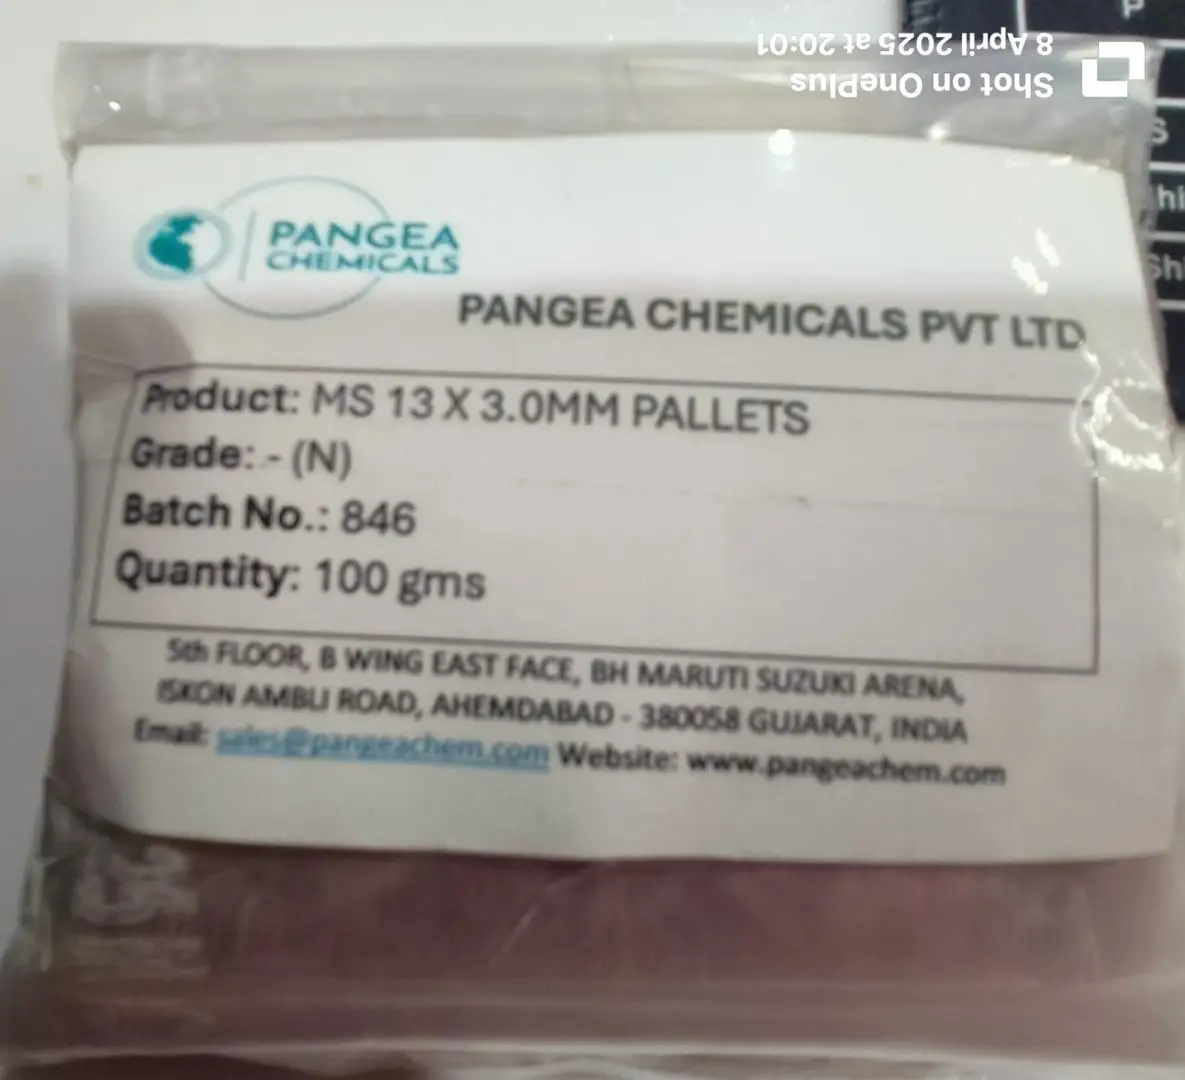 8 April 2025 at 20:01
Shot on OnePlus
P
S
hi
Sh
PANGEA
CHEMICALS
PANGEA CHEMICALS PVT LTD
Product: MS 13 X 3.0MM PALLETS
Grade: - (N)
Batch No.: 846
Quantity: 100 gms
5th FLOOR, B WING EAST FACE, BH MARUTI SUZUKI ARENA,
ISKON AMBLI ROAD, AHEMDABAD - 380058 GUJARAT, INDIA
Email: sales@pangeachem.com Website: www.pangeachem.com